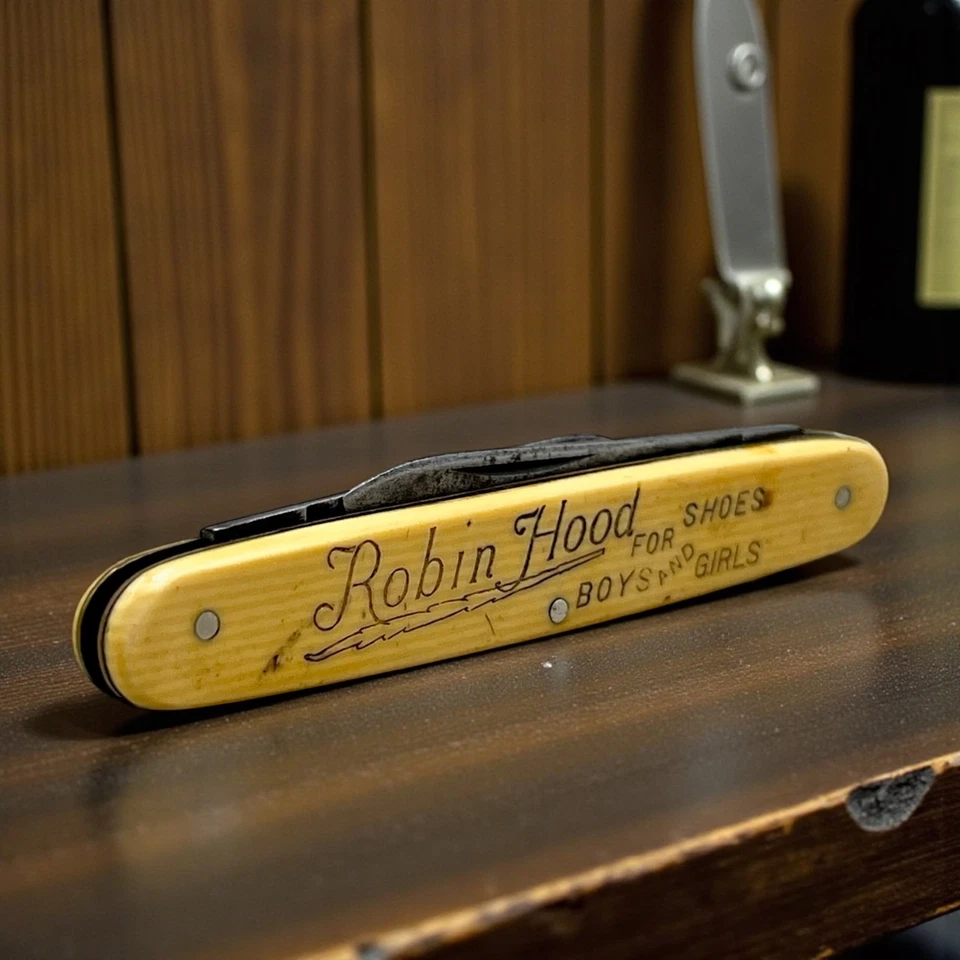 Robin Hood
SHOES
FOR
BOYS AND GIRLS